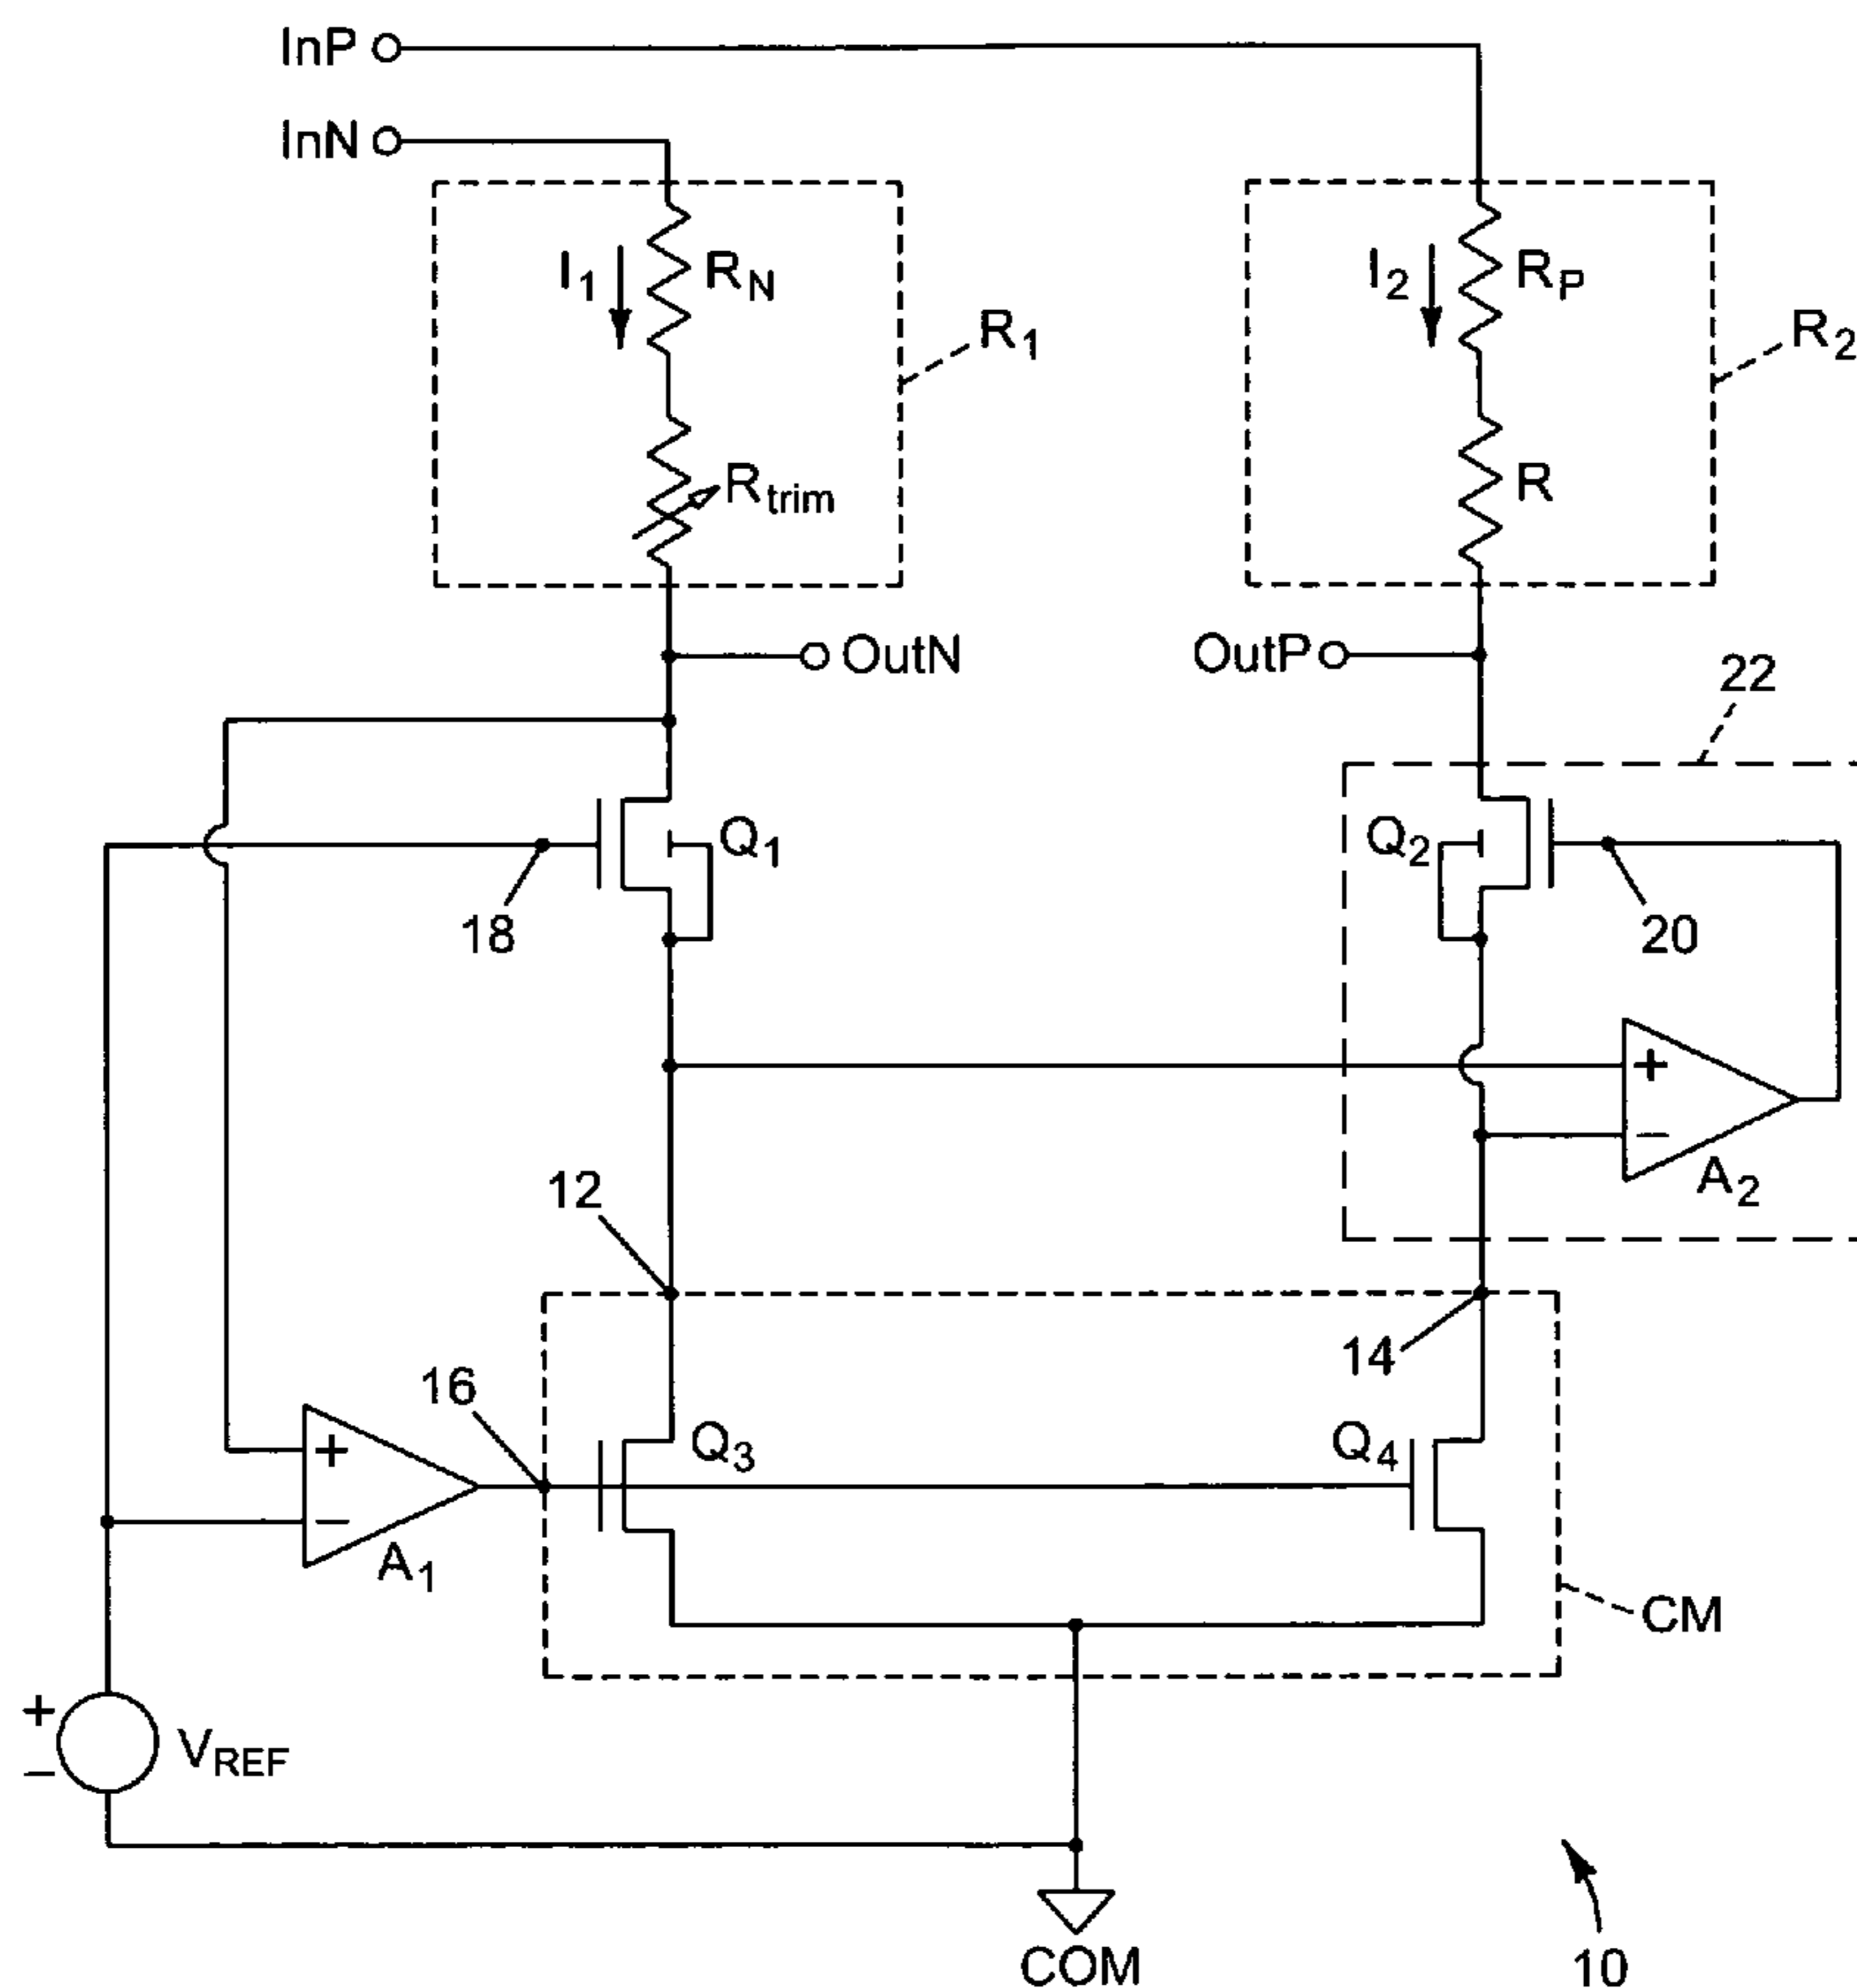 InP
InN
I1
RN
R1
Rtrim
I2
RP
R2
R
OutN
OutP
22
Q1
18
Q2
20
+
−
A2
12
14
16
Q3
Q4
+
−
A1
CM
+
−
VREF
COM
10